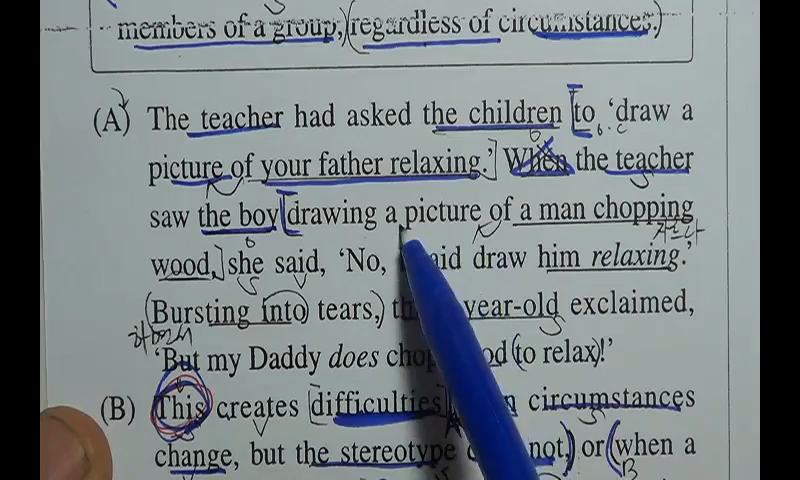 members of a group, regardless of circumstances.
(A) The teacher had asked the children to 'draw a
picture of your father relaxing.' When the teacher
saw the boy drawing a picture of a man chopping
wood, she said, 'No, said draw him relaxing.'
Bursting into tears, year-old exclaimed,
'But my Daddy does to relax!'
(B) This creates difficulties circumstances
change, but the stereotype not, or when a